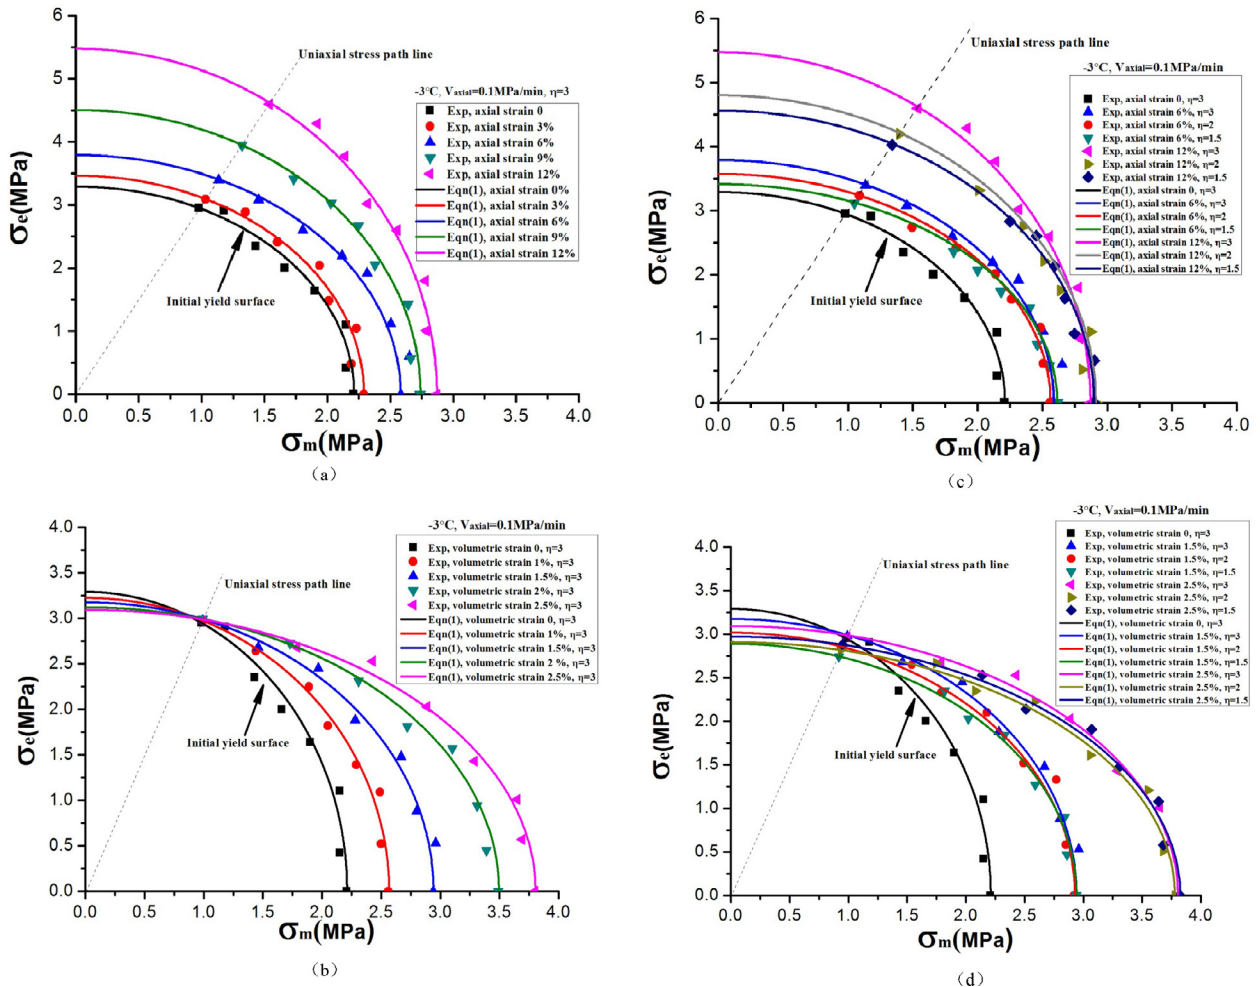 6
5
4
3
2
1
0
σe(MPa)
Uniaxial stress path line
-3°C, Vaxial=0.1MPa/min, η=3
Exp, axial strain 0
Exp, axial strain 3%
Exp, axial strain 6%
Exp, axial strain 9%
Exp, axial strain 12%
Eqn(1), axial strain 0%
Eqn(1), axial strain 3%
Eqn(1), axial strain 6%
Eqn(1), axial strain 9%
Eqn(1), axial strain 12%
Initial yield surface
0.0 0.5 1.0 1.5 2.0 2.5 3.0 3.5 4.0
σm(MPa)
(a)
4.0
3.5
3.0
2.5
2.0
1.5
1.0
0.5
0.0
σe(MPa)
Uniaxial stress path line
-3°C, Vaxial=0.1MPa/min
Exp, volumetric strain 0, η=3
Exp, volumetric strain 1%, η=3
Exp, volumetric strain 1.5%, η=3
Exp, volumetric strain 2%, η=3
Exp, volumetric strain 2.5%, η=3
Eqn(1), volumetric strain 0, η=3
Eqn(1), volumetric strain 1%, η=3
Eqn(1), volumetric strain 1.5%, η=3
Eqn(1), volumetric strain 2 %, η=3
Eqn(1), volumetric strain 2.5%, η=3
Initial yield surface
0.0 0.5 1.0 1.5 2.0 2.5 3.0 3.5 4.0
σm(MPa)
(b)
6
5
4
3
2
1
0
σe(MPa)
Uniaxial stress path line
-3°C, Vaxial=0.1MPa/min
Exp, axial strain 0, η=3
Exp, axial strain 6%, η=3
Exp, axial strain 6%, η=2
Exp, axial strain 6%, η=1.5
Exp, axial strain 12%, η=3
Exp, axial strain 12%, η=2
Exp, axial strain 12%, η=1.5
Eqn(1), axial strain 0, η=3
Eqn(1), axial strain 6%, η=3
Eqn(1), axial strain 6%, η=2
Eqn(1), axial strain 6%, η=1.5
Eqn(1), axial strain 12%, η=3
Eqn(1), axial strain 12%, η=2
Eqn(1), axial strain 12%, η=1.5
Initial yield surface
0.0 0.5 1.0 1.5 2.0 2.5 3.0 3.5 4.0
σm(MPa)
(c)
4.0
3.5
3.0
2.5
2.0
1.5
1.0
0.5
0.0
σe(MPa)
Uniaxial stress path line
-3°C, Vaxial=0.1MPa/min
Exp, volumetric strain 0, η=3
Exp, volumetric strain 1.5%, η=3
Exp, volumetric strain 1.5%, η=2
Exp, volumetric strain 1.5%, η=1.5
Exp, volumetric strain 2.5%, η=3
Exp, volumetric strain 2.5%, η=2
Exp, volumetric strain 2.5%, η=1.5
Eqn(1), volumetric strain 0, η=3
Eqn(1), volumetric strain 1.5%, η=3
Eqn(1), volumetric strain 1.5%, η=2
Eqn(1), volumetric strain 1.5%, η=1.5
Eqn(1), volumetric strain 2.5%, η=3
Eqn(1), volumetric strain 2.5%, η=2
Eqn(1), volumetric strain 2.5%, η=1.5
Initial yield surface
0.0 0.5 1.0 1.5 2.0 2.5 3.0 3.5 4.0
σm(MPa)
(d)